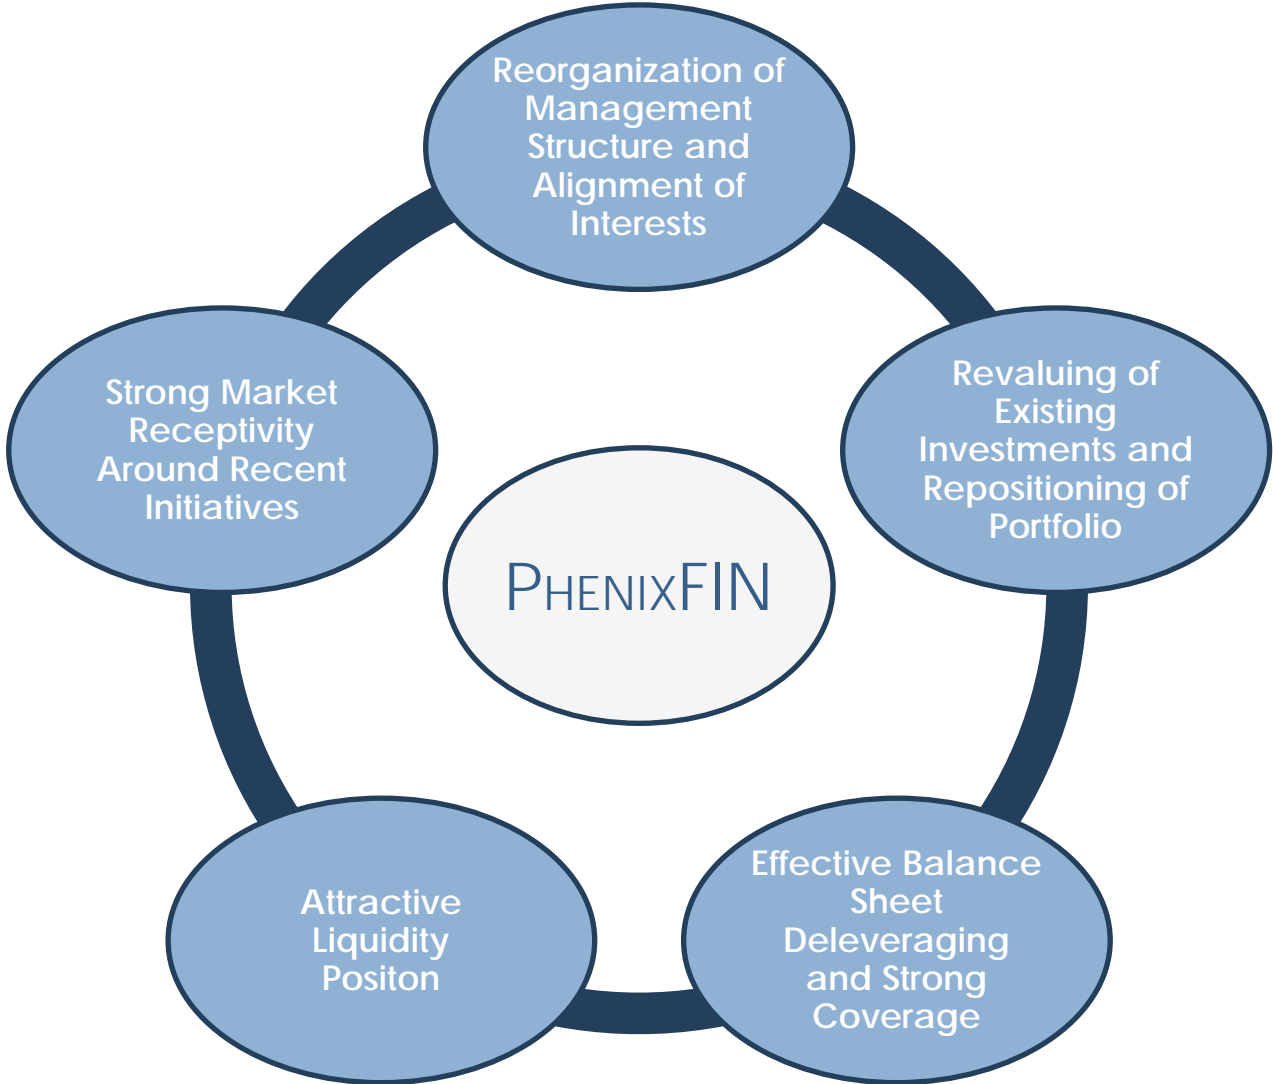 Reorganization of
Management
Structure and
Alignment of
Interests
Revaluing of
Existing
Investments and
Repositioning of
Portfolio
Effective Balance
Sheet
Deleveraging
and Strong
Coverage
Attractive
Liquidity
Positon
Strong Market
Receptivity
Around Recent
Initiatives
PHENIXFIN